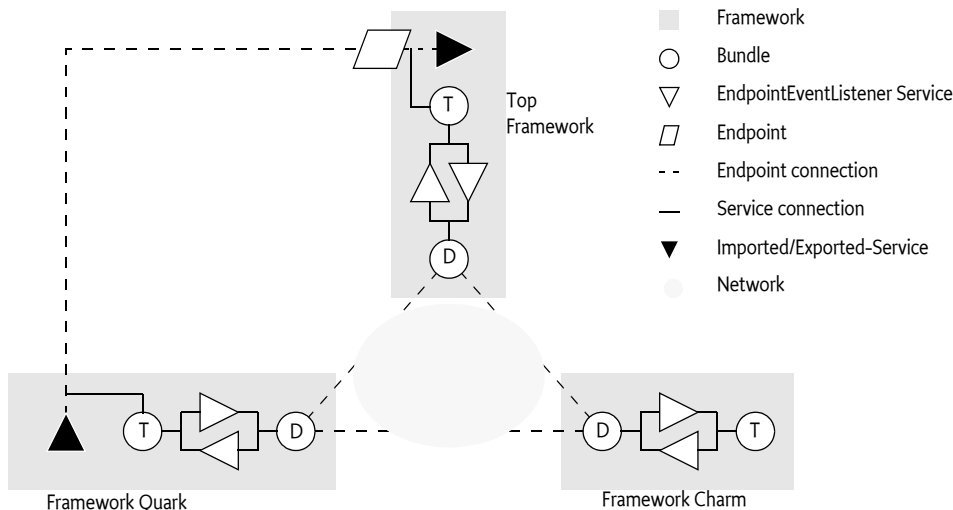 Framework
Bundle
EndpointEventListener Service
Endpoint
Endpoint connection
Service connection
Imported/Exported-Service
Network
T
Top
Framework
D
T
D
D
T
Framework Quark
Framework Charm